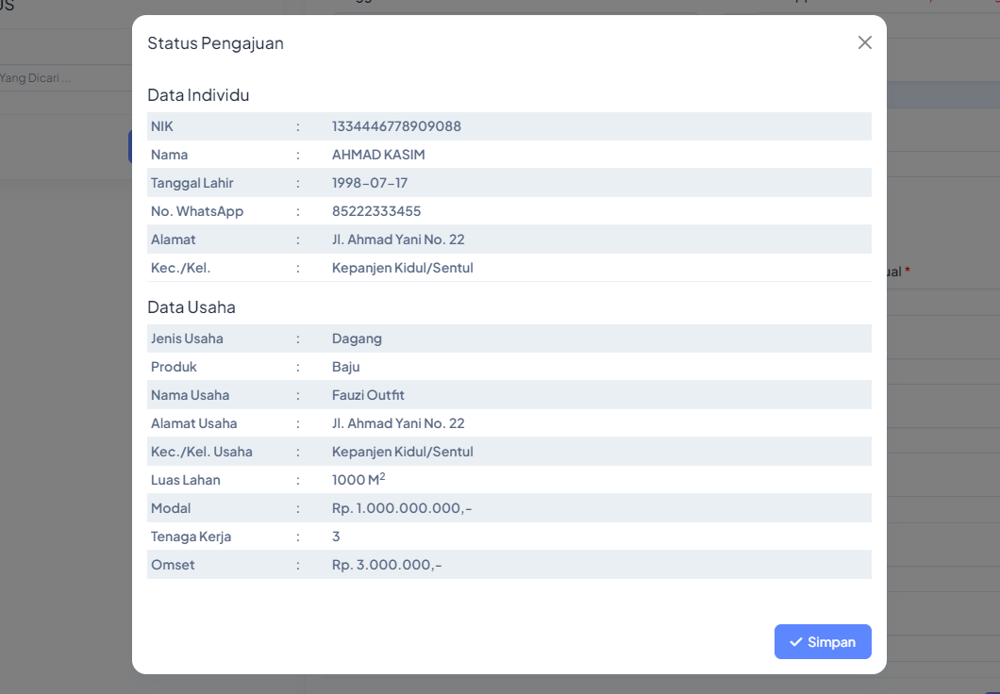 US
Status Pengajuan
Yang Dicari ...
Data Individu
NIK : 1334446778909088
Nama : AHMAD KASIM
Tanggal Lahir : 1998-07-17
No. WhatsApp : 85222333455
Alamat : Jl. Ahmad Yani No. 22
Kec./Kel. : Kepanjen Kidul/Sentul
ual *
Data Usaha
Jenis Usaha : Dagang
Produk : Baju
Nama Usaha : Fauzi Outfit
Alamat Usaha : Jl. Ahmad Yani No. 22
Kec./Kel. Usaha : Kepanjen Kidul/Sentul
Luas Lahan : 1000 M²
Modal : Rp. 1.000.000.000,-
Tenaga Kerja : 3
Omset : Rp. 3.000.000,-
Simpan